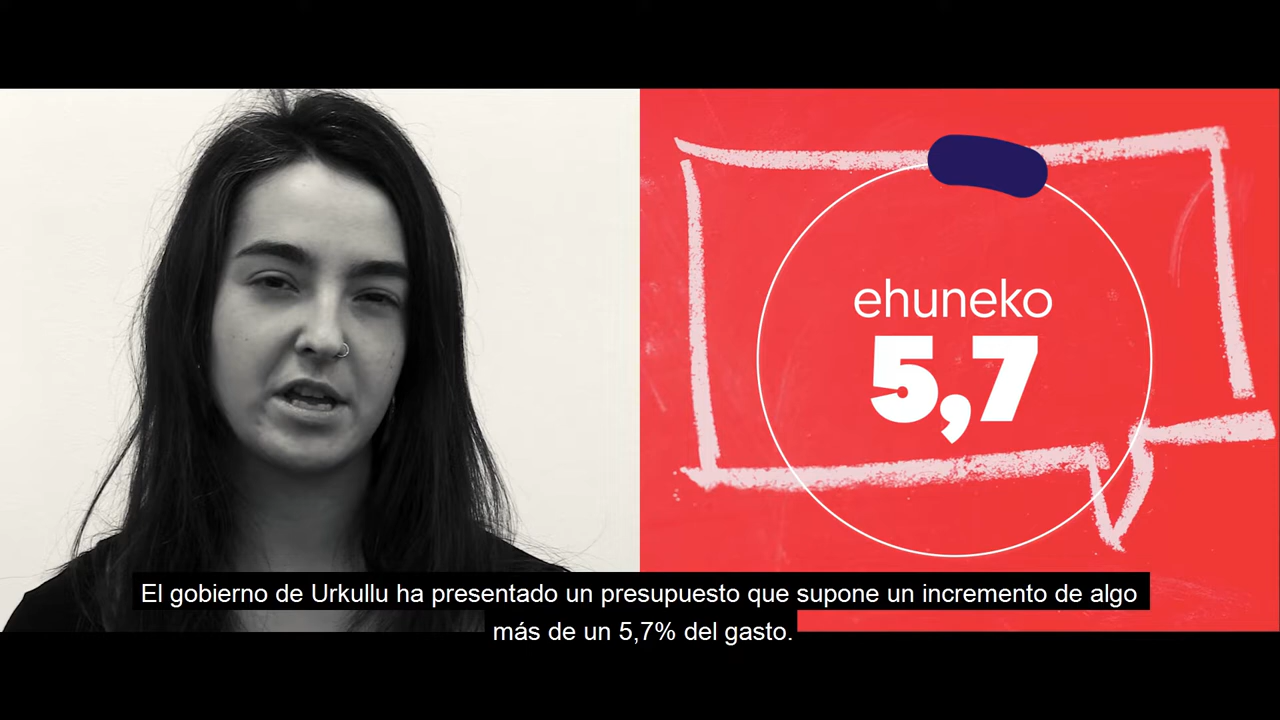 ehuneko
5,7
El gobierno de Urkullu ha presentado un presupuesto que supone un incremento de algo
más de un 5,7% del gasto.